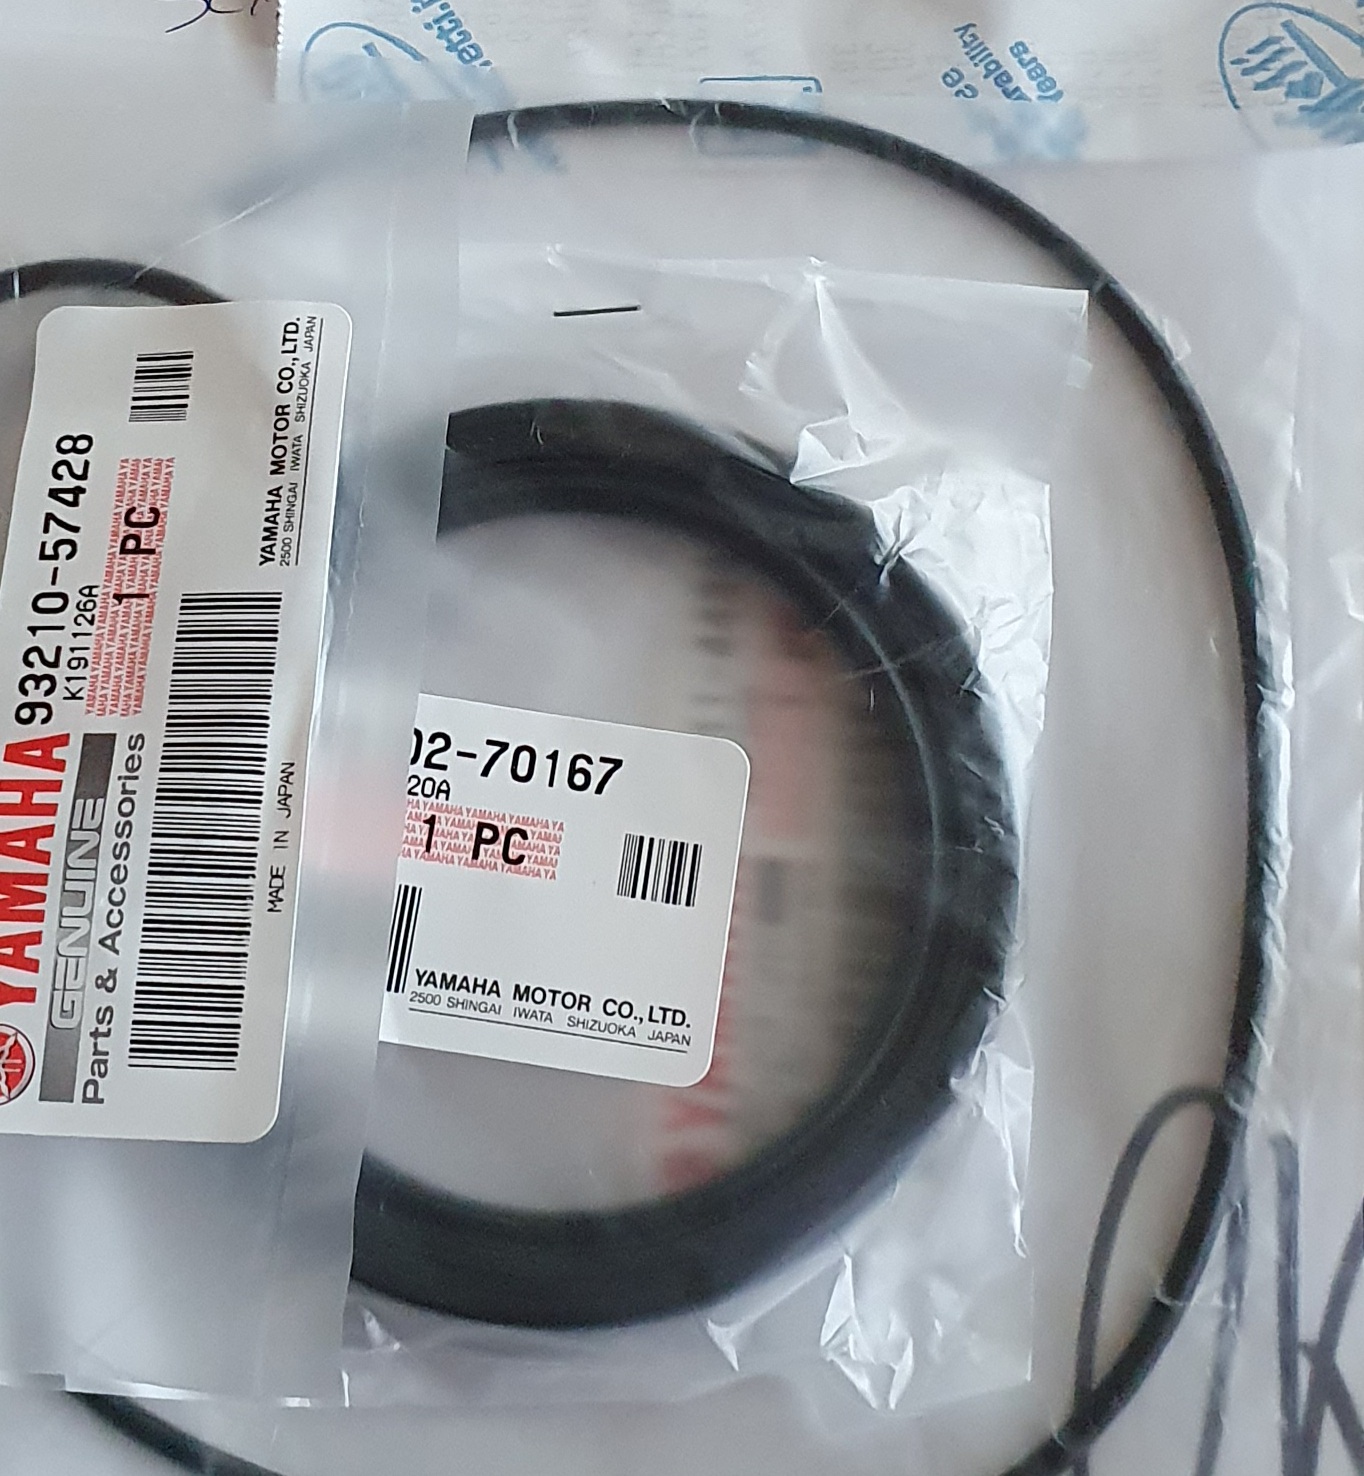 YAMAHA 93210-57428
K191126A
1 PC
GENUINE
Parts & Accessories
MADE IN JAPAN
YAMAHA MOTOR CO.,LTD.
2500 SHINGAI IWATA SHIZUOKA JAPAN
02-70167
20A
1 PC
YAMAHA MOTOR CO.,LTD.
2500 SHINGAI IWATA SHIZUOKA JAPAN